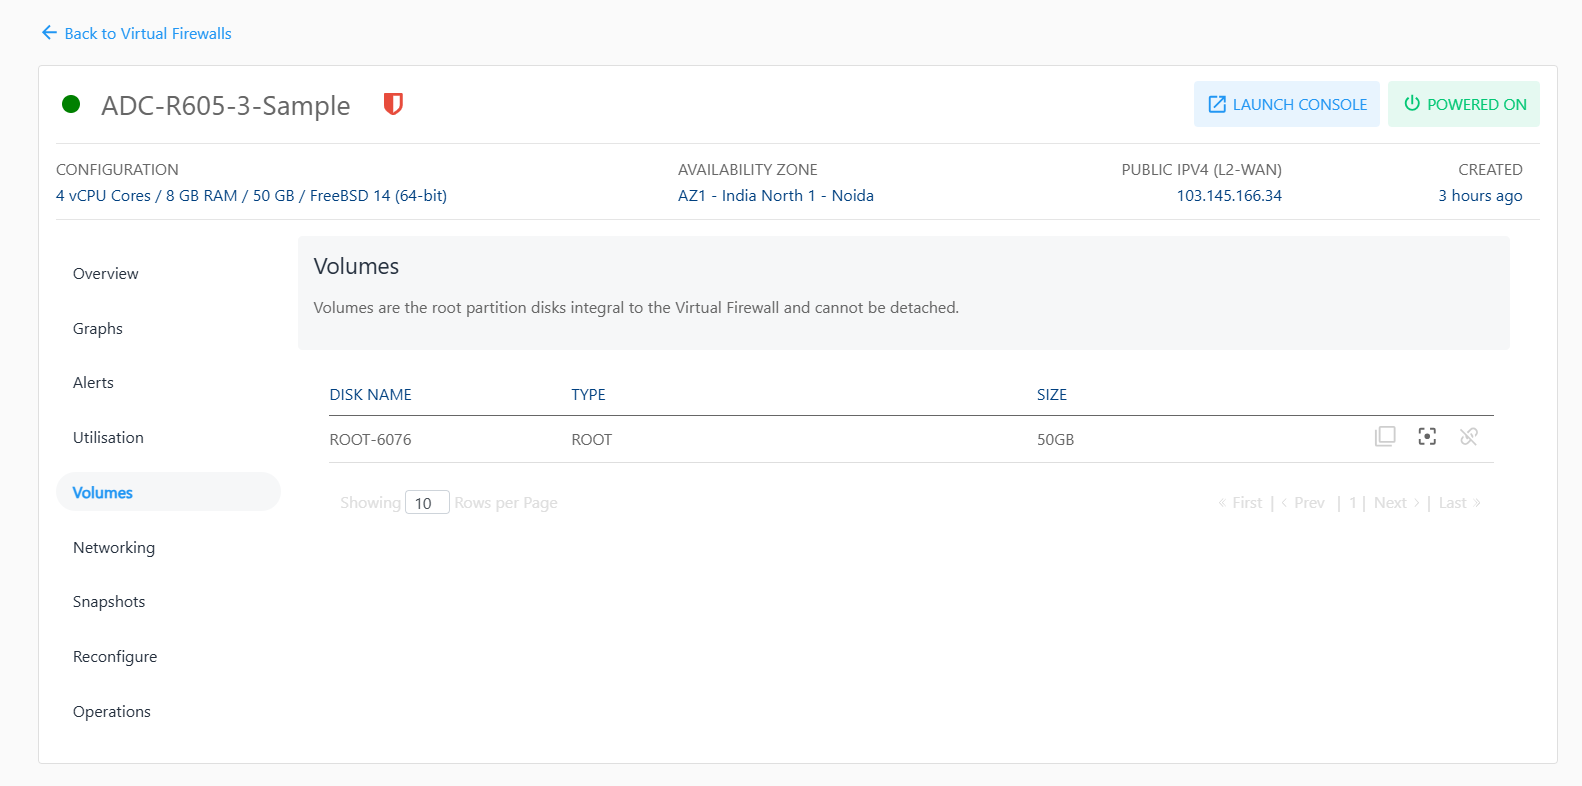 Back to Virtual Firewalls
ADC-R605-3-Sample
LAUNCH CONSOLE
POWERED ON
CONFIGURATION
4 vCPU Cores / 8 GB RAM / 50 GB / FreeBSD 14 (64-bit)
AVAILABILITY ZONE
AZ1 - India North 1 - Noida
PUBLIC IPV4 (L2-WAN)
103.145.166.34
CREATED
3 hours ago
Overview
Graphs
Alerts
Utilisation
Volumes
Networking
Snapshots
Reconfigure
Operations
Volumes
Volumes are the root partition disks integral to the Virtual Firewall and cannot be detached.
DISK NAME TYPE SIZE
ROOT-6076 ROOT 50GB
Showing 10 Rows per Page
« First | ‹ Prev | 1 | Next › | Last »